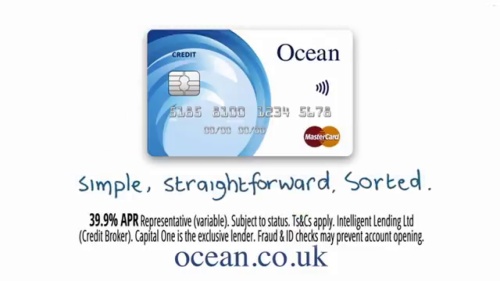 CREDIT
Ocean
5185 8100 1234 5678
00/00 00/00
MasterCard
Simple, Straightforward, Sorted.
39.9% APR Representative (variable). Subject to status. Ts&Cs apply. Intelligent Lending Ltd
(Credit Broker). Capital One is the exclusive lender. Fraud & ID checks may prevent account opening.
ocean.co.uk